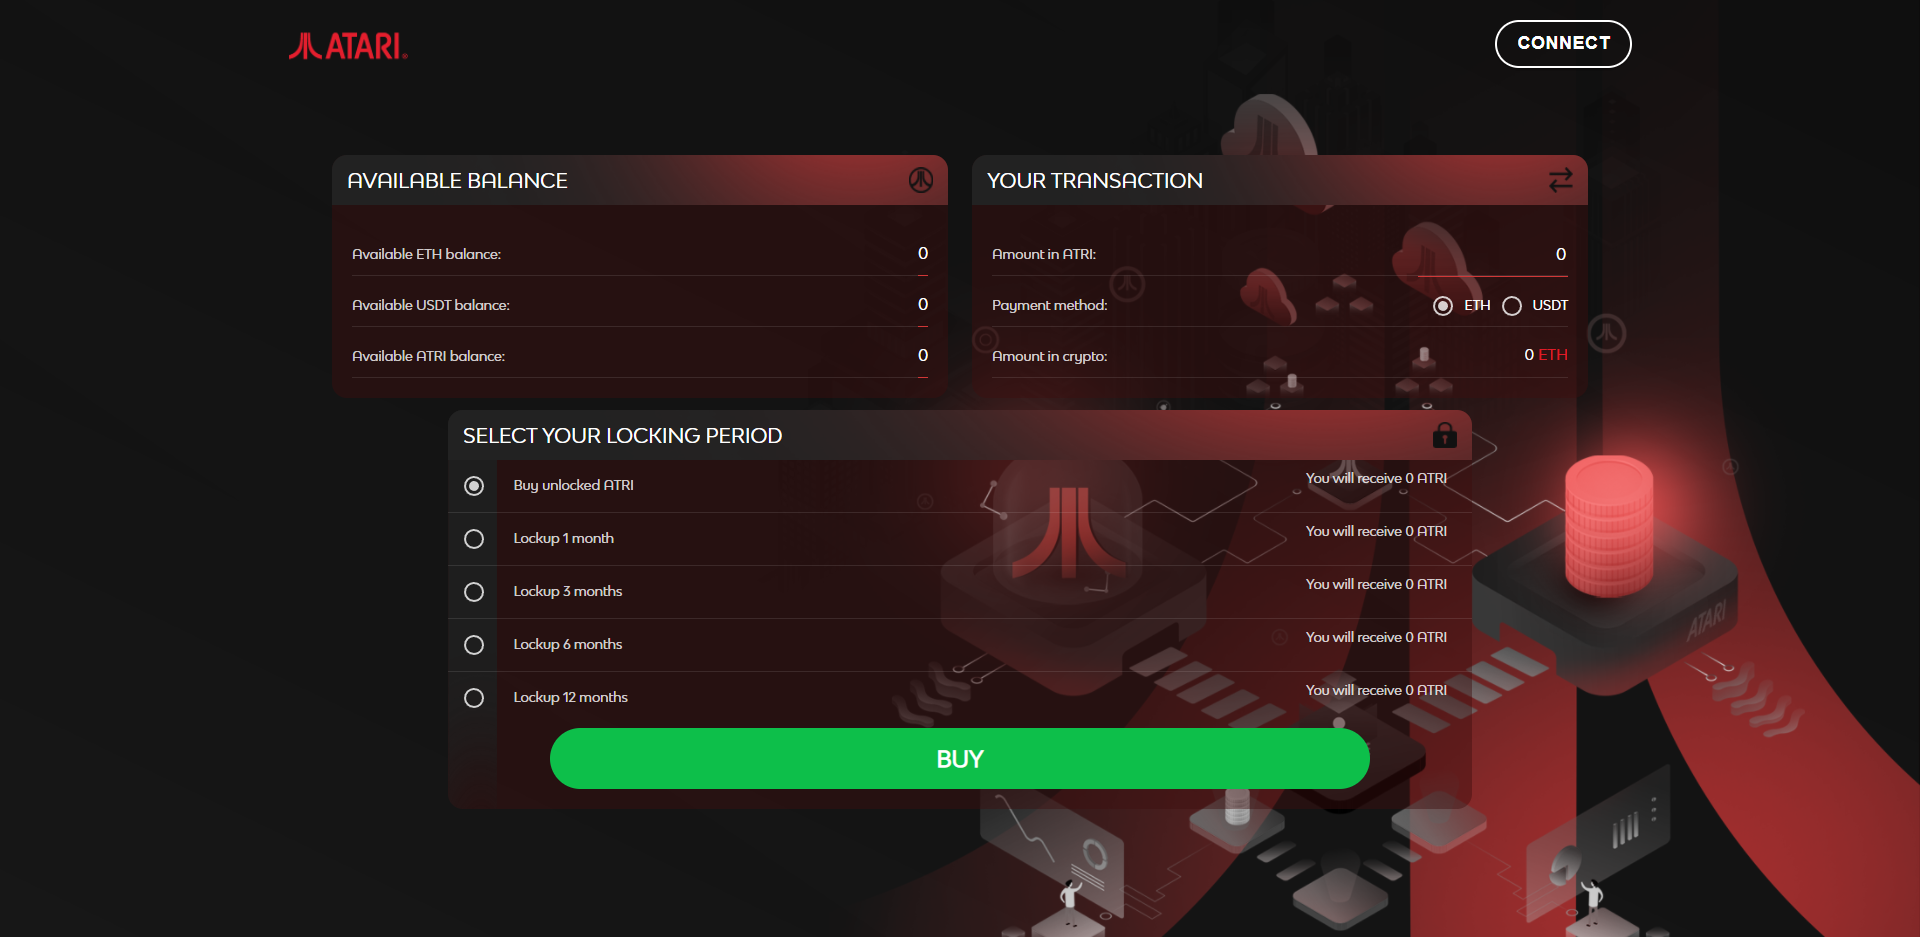 ATARI
CONNECT
AVAILABLE BALANCE
Available ETH balance: 0
Available USDT balance: 0
Available ATRI balance: 0
YOUR TRANSACTION
Amount in ATRI: 0
Payment method: ETH USDT
Amount in crypto: 0 ETH
SELECT YOUR LOCKING PERIOD
Buy unlocked ATRI You will receive 0 ATRI
Lockup 1 month You will receive 0 ATRI
Lockup 3 months You will receive 0 ATRI
Lockup 6 months You will receive 0 ATRI
Lockup 12 months You will receive 0 ATRI
BUY
ATARI